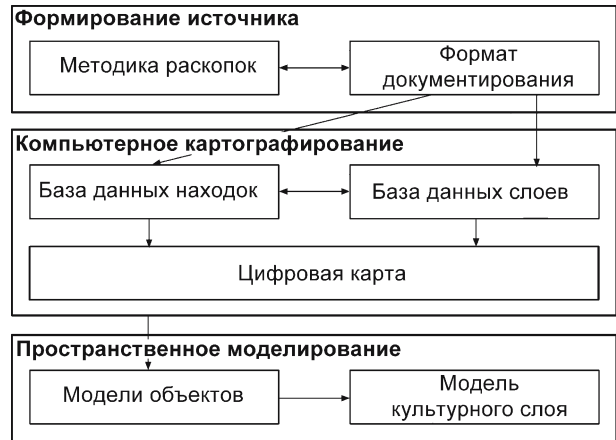 Формирование источника
Методика раскопок
Формат
документирования
Компьютерное картографирование
База данных находок
База данных слоев
Цифровая карта
Пространственное моделирование
Модели объектов
Модель
культурного слоя